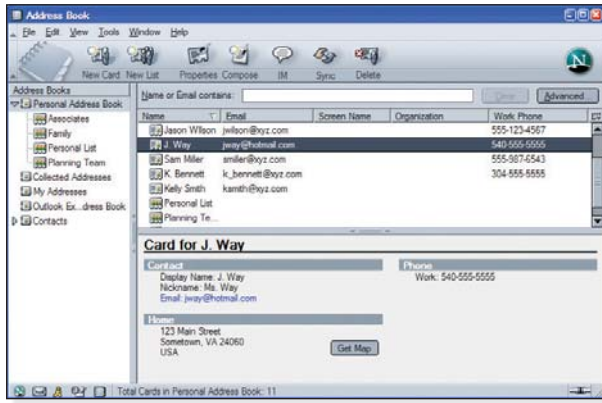 Address Book
File Edit View Tools Window Help
New Card New List Properties Compose IM Sync Delete
N
Address Books
Name or Email contains: Clear Advanced...
Personal Address Book
Associates
Family
Personal List
Planning Team
Collected Addresses
My Addresses
Outlook Ex...dress Book
Contacts
Name Email Screen Name Organization Work Phone
Jason Wilson jwilson@xyz.com 555-123-4567
J. Way jway@hotmail.com 540-555-5555
Sam Miller smiller@xyz.com 555-987-6543
K. Bennett k_bennett@xyz.com 304-555-5555
Kelly Smith ksmith@xyz.com
Personal List
Planning Te...
Card for J. Way
Contact
Display Name: J. Way
Nickname: Ms. Way
Email: jway@hotmail.com
Phone
Work: 540-555-5555
Home
123 Main Street
Sometown, VA 24060
USA
Get Map
Total Cards in Personal Address Book: 11